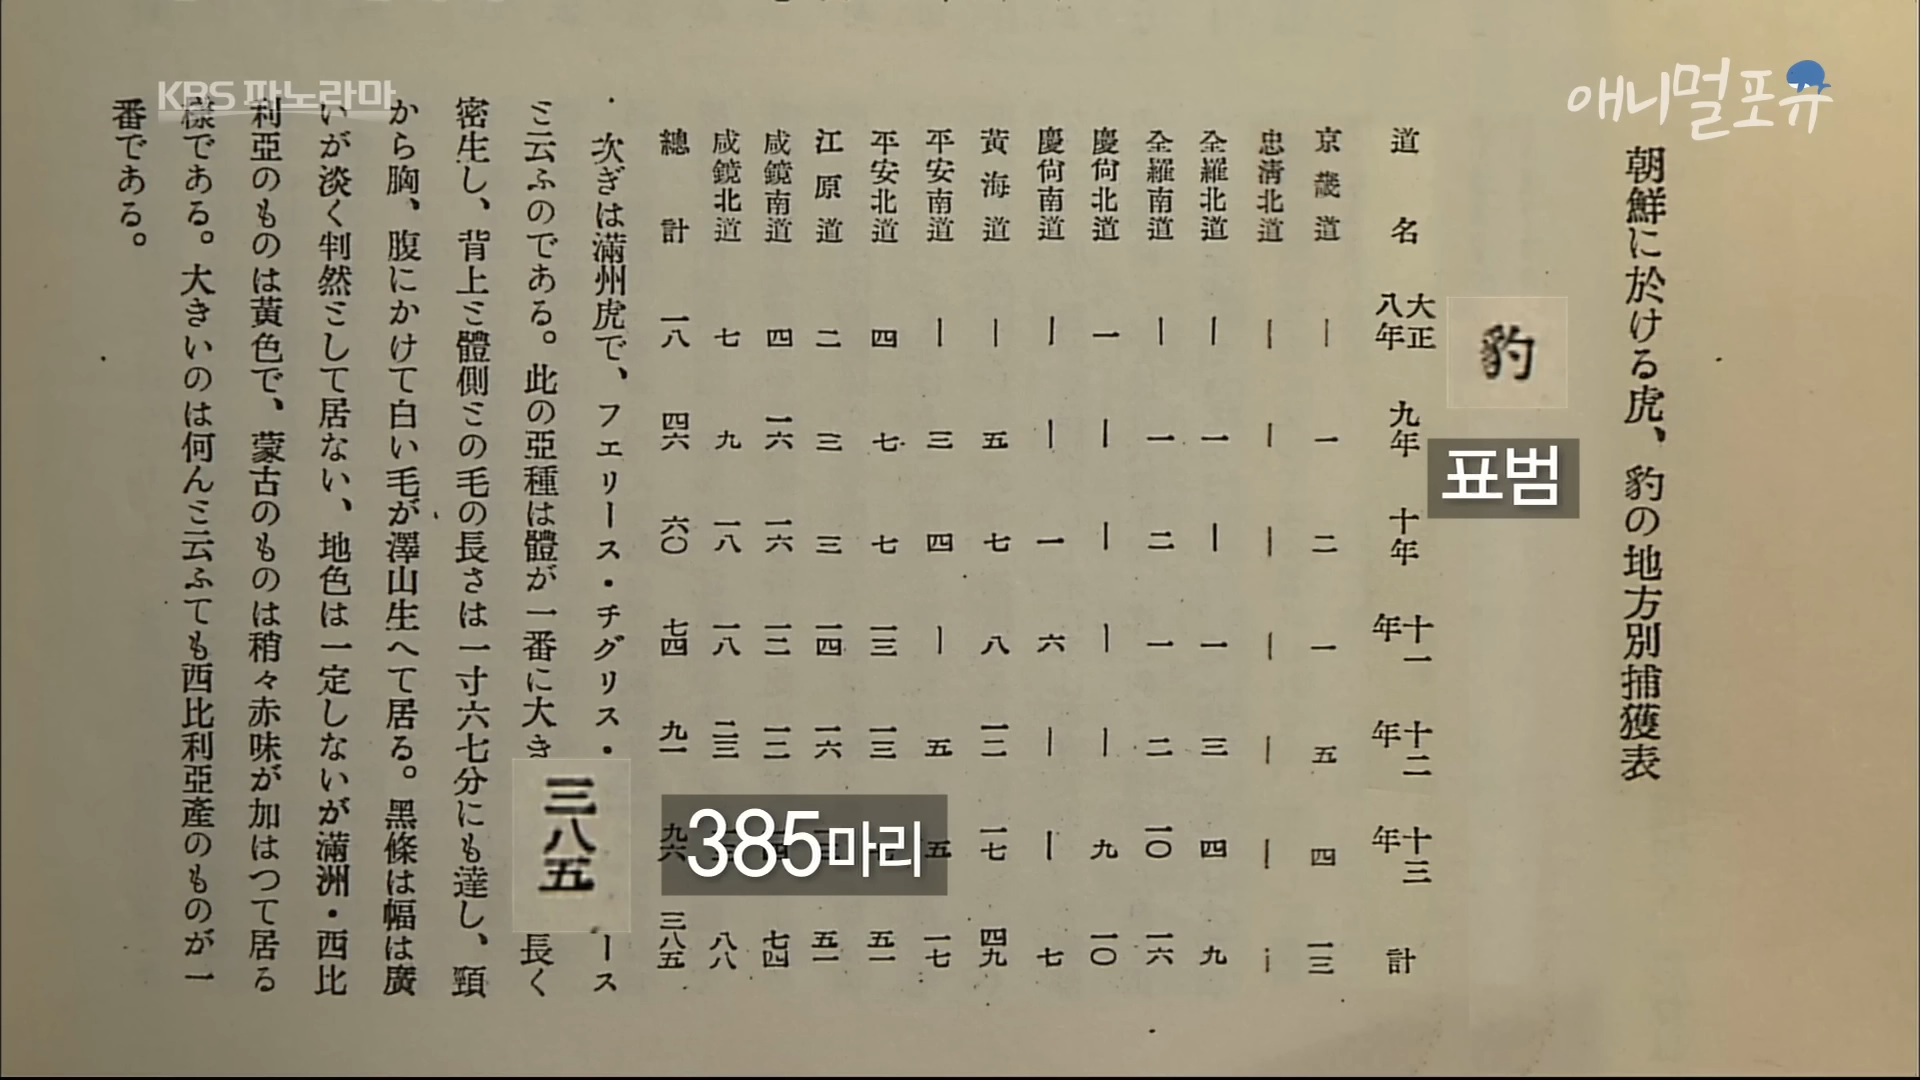 KBS 파노라마
애니멀포유
朝鮮に於ける虎、豹の地方別捕獲表
豹
표범
道名 大正八年 九年 十年 十一年 十二年 十三年 計
京畿道 ― 一 二 一 五 四 一三
忠清北道 ― ― ― ― ― ― ―
全羅北道 ― 一 ― 一 三 四 九
全羅南道 ― 一 二 一 二 一〇 一六
慶尙北道 一 ― ― ― ― 九 一〇
慶尙南道 ― ― 一 六 ― ― 七
黃海道 ― 五 七 八 一二 一七 四九
平安南道 ― 三 四 ― 五 五 一七
平安北道 四 七 七 一三 一三 五一
江原道 二 三 三 一四 一六 五一
咸鏡南道 四 一六 一六 一二 一二 七四
咸鏡北道 七 九 一八 一八 二三 八八
總計 一八 四六 六〇 七四 九一 九六 三八五
385마리
三八五
次ぎは滿州虎で、フェリース・チグリス・ ース
ミ云ふのである。此の亞種は體が一番に大き 長く
密生し、背上ミ體側ミの毛の長さは一寸六七分にも達し、頸
から胸、腹にかけて白い毛が澤山生へて居る。黑條は幅は廣
いが淡く判然ミして居ない、地色は一定しないが滿洲・西比
利亞のものは黃色で、蒙古のものは稍々赤味が加はつて居る
樣である。大きいのは何んミ云ふても西比利亞產のものが一
番である。